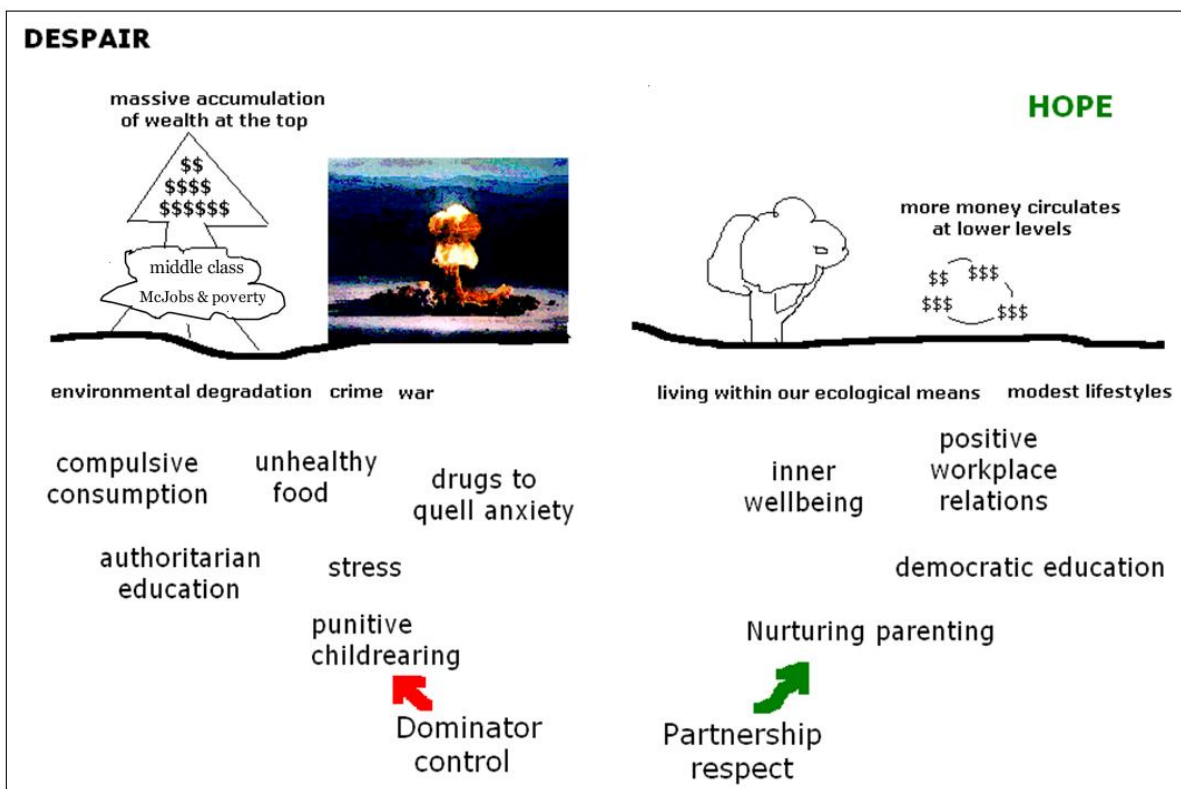 DESPAIR
massive accumulation
of wealth at the top
$$
$$$$
$$$$$$
middle class
McJobs & poverty
HOPE
more money circulates
at lower levels
$$
$$$
$$$
$$$
environmental degradation crime war
living within our ecological means modest lifestyles
compulsive
consumption
unhealthy
food
drugs to
quell anxiety
authoritarian
education
stress
punitive
childrearing
Dominator
control
inner
wellbeing
positive
workplace
relations
democratic education
Nurturing parenting
Partnership
respect